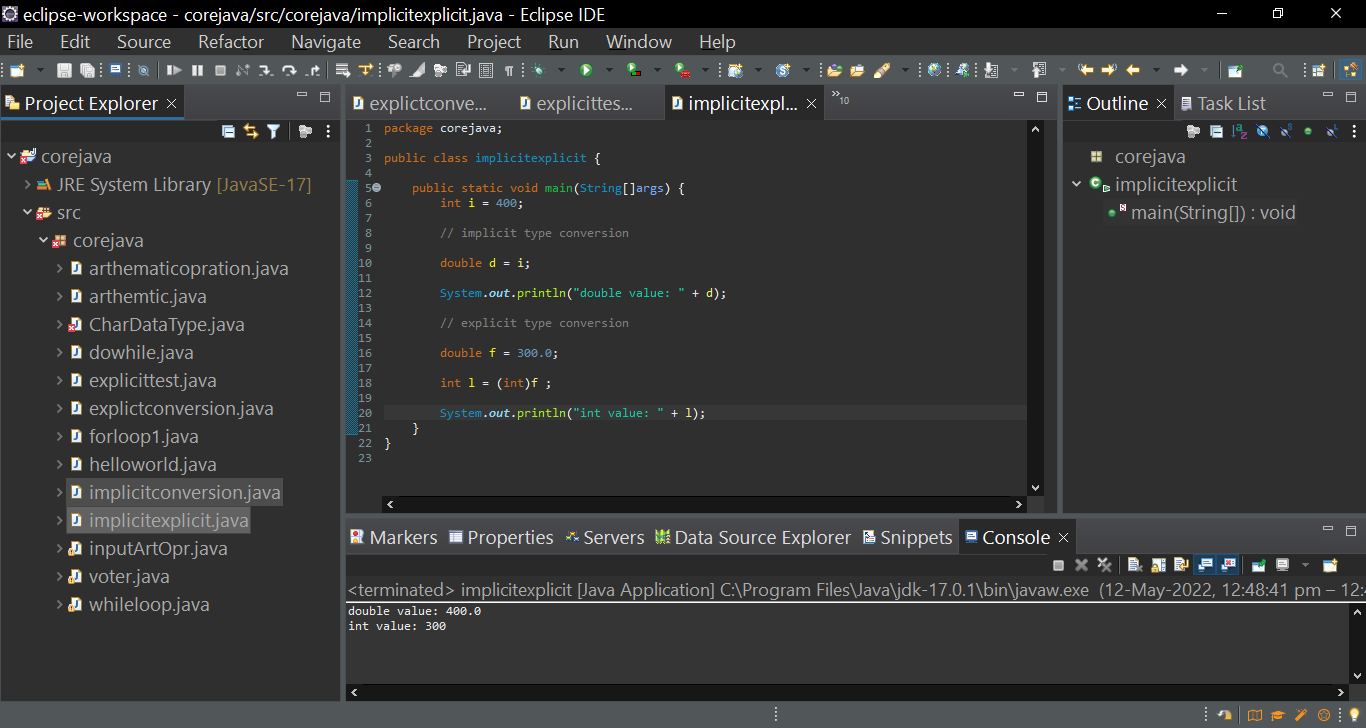 eclipse-workspace - corejava/src/corejava/implicitexplicit.java - Eclipse IDE
File Edit Source Refactor Navigate Search Project Run Window Help
Project Explorer
corejava
JRE System Library [JavaSE-17]
src
corejava
arthematicopration.java
arthemtic.java
CharDataType.java
dowhile.java
explicittest.java
explictconversion.java
forloop1.java
helloworld.java
implicitconversion.java
implicitexplicit.java
inputArtOpr.java
voter.java
whileloop.java
explictconve... explicittes... implicitexpl... »10
1 package corejava;
2
3 public class implicitexplicit {
4
5 public static void main(String[]args) {
6 int i = 400;
7
8 // implicit type conversion
9
10 double d = i;
11
12 System.out.println("double value: " + d);
13
14 // explicit type conversion
15
16 double f = 300.0;
17
18 int l = (int)f ;
19
20 System.out.println("int value: " + l);
21 }
22 }
23
Outline Task List
corejava
implicitexplicit
main(String[]) : void
Markers Properties Servers Data Source Explorer Snippets Console
<terminated> implicitexplicit [Java Application] C:\Program Files\Java\jdk-17.0.1\bin\javaw.exe (12-May-2022, 12:48:41 pm – 12:4
double value: 400.0
int value: 300